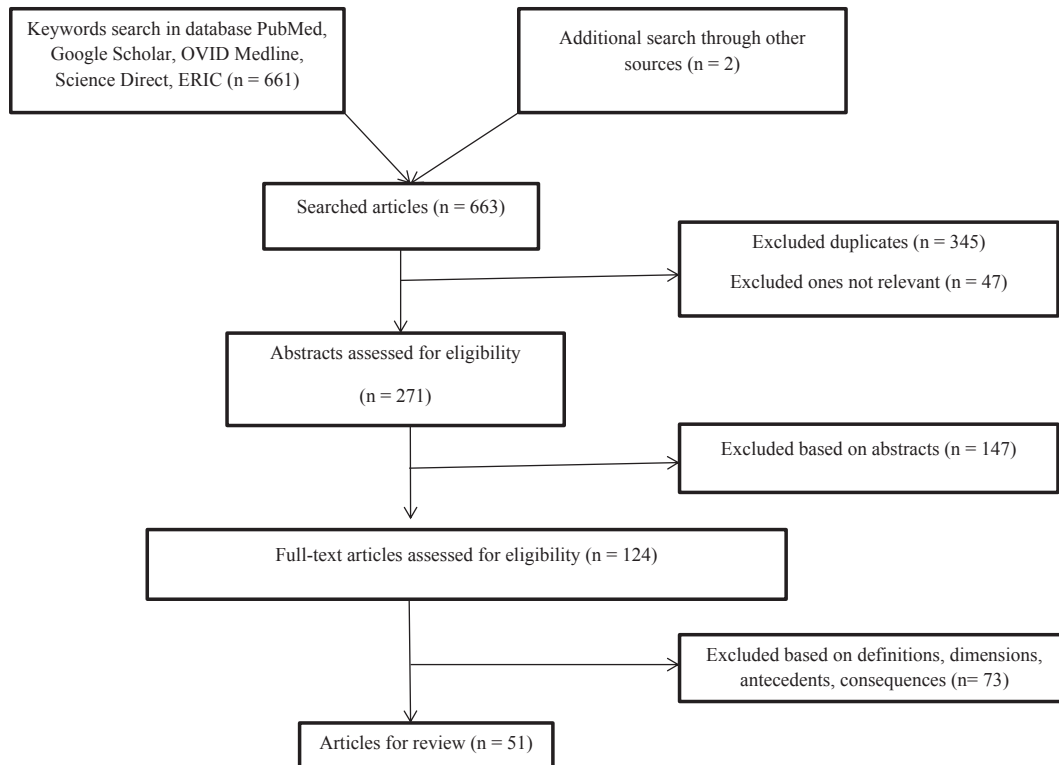 Keywords search in database PubMed,
Google Scholar, OVID Medline,
Science Direct, ERIC (n = 661)
Additional search through other
sources (n = 2)
Searched articles (n = 663)
Excluded duplicates (n = 345)
Excluded ones not relevant (n = 47)
Abstracts assessed for eligibility
(n = 271)
Excluded based on abstracts (n = 147)
Full-text articles assessed for eligibility (n = 124)
Excluded based on definitions, dimensions,
antecedents, consequences (n= 73)
Articles for review (n = 51)